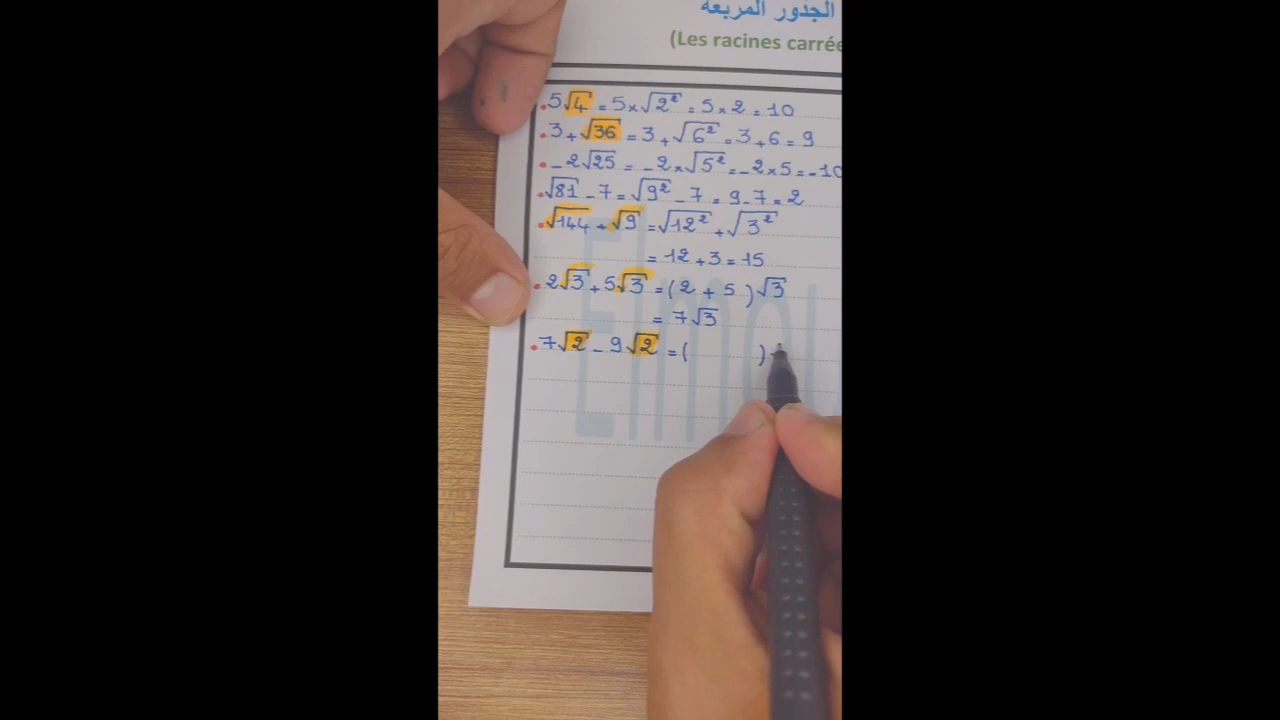 الجذور المربعة
(Les racines carrée
. 5√4 = 5 × √2² = 5 × 2 = 10
. 3 + √36 = 3 + √6² = 3 + 6 = 9
. -2√25 = -2 × √5² = -2 × 5 = -10
. √81 - 7 = √9² - 7 = 9 - 7 = 2
. √144 + √9 = √12² + √3²
= 12 + 3 = 15
. 2√3 + 5√3 = (2 + 5)√3
= 7√3
. 7√2 - 9√2 = ( )